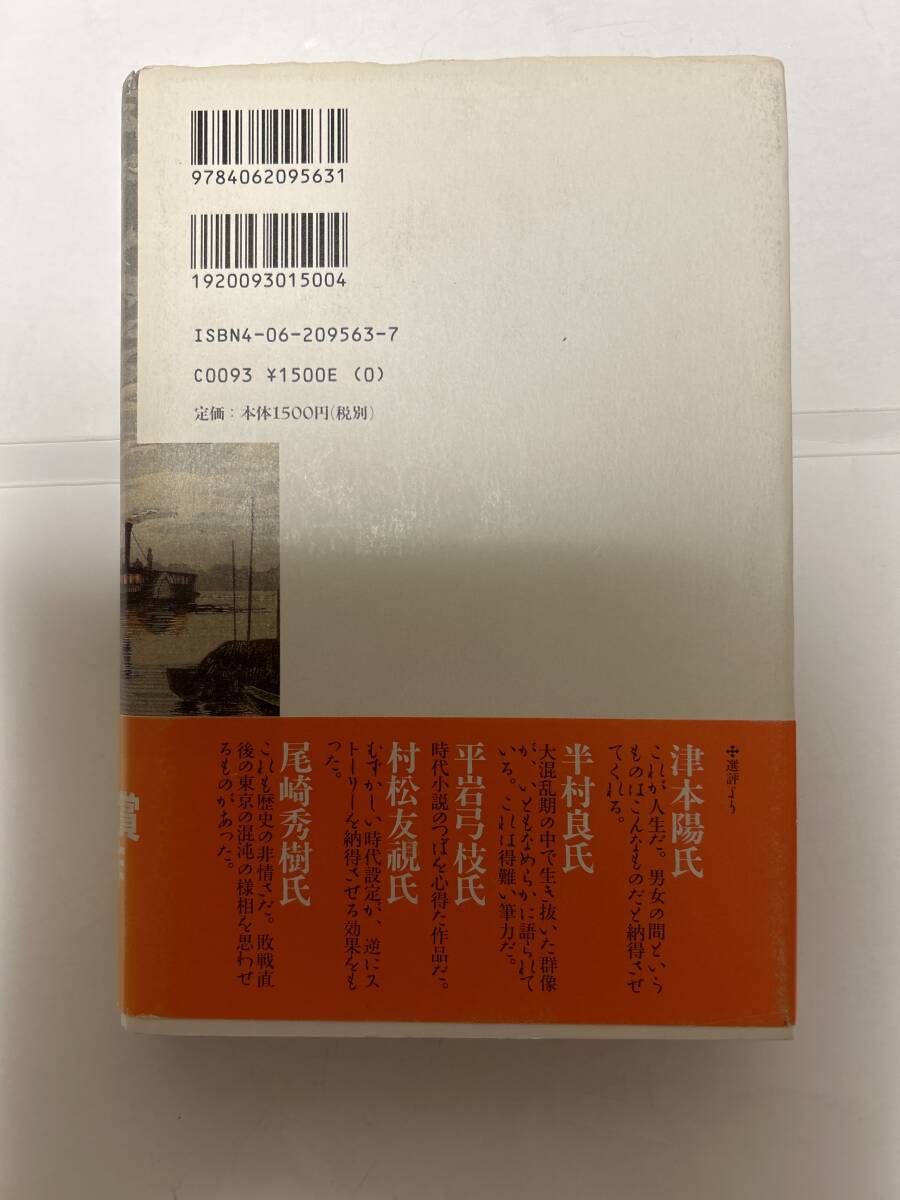 9784062095631
1920093015004
ISBN4-06-209563-7
C0093 ¥1500E (0)
定価：本体1500円（税別）
✣選評より
津本陽氏
これが人生だ。男女の間という
ものはこんなものだと納得させ
てくれる。
半村良氏
大混乱期の中で生き抜いた群像
が、いともなめらかに語られて
いる。これは得難い筆力だ。
平岩弓枝氏
時代小説のつぼを心得た作品だ。
村松友視氏
むずかしい時代設定が、逆にス
トーリーを納得させる効果をも
った。
尾崎秀樹氏
これも歴史の非情さだ。敗戦直
後の東京の混沌の様相を思わせ
るものがあった。
賞